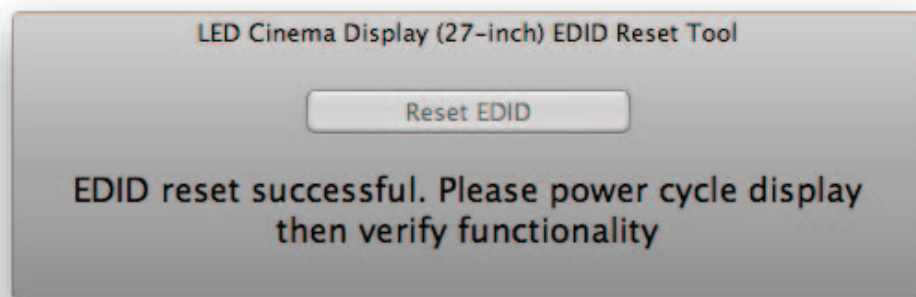 LED Cinema Display (27-inch) EDID Reset Tool
Reset EDID
EDID reset successful. Please power cycle display
then verify functionality